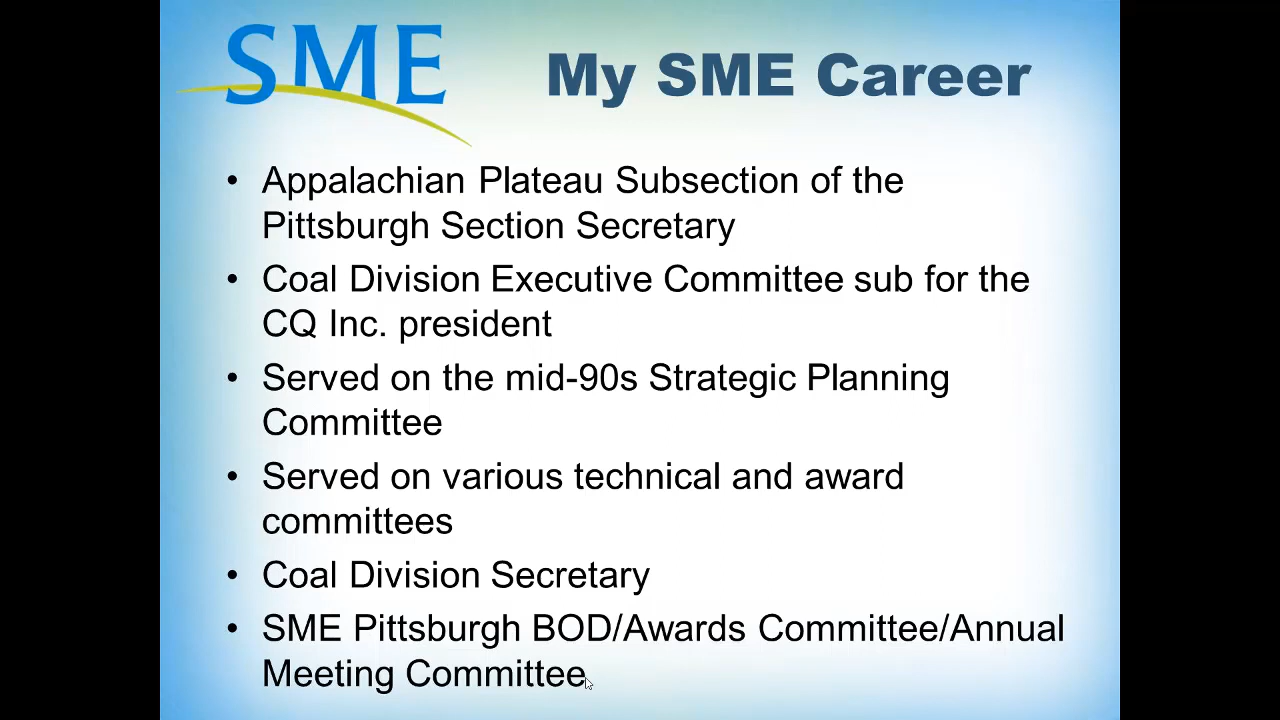 SME My SME Career
• Appalachian Plateau Subsection of the
Pittsburgh Section Secretary
• Coal Division Executive Committee sub for the
CQ Inc. president
• Served on the mid-90s Strategic Planning
Committee
• Served on various technical and award
committees
• Coal Division Secretary
• SME Pittsburgh BOD/Awards Committee/Annual
Meeting Committee